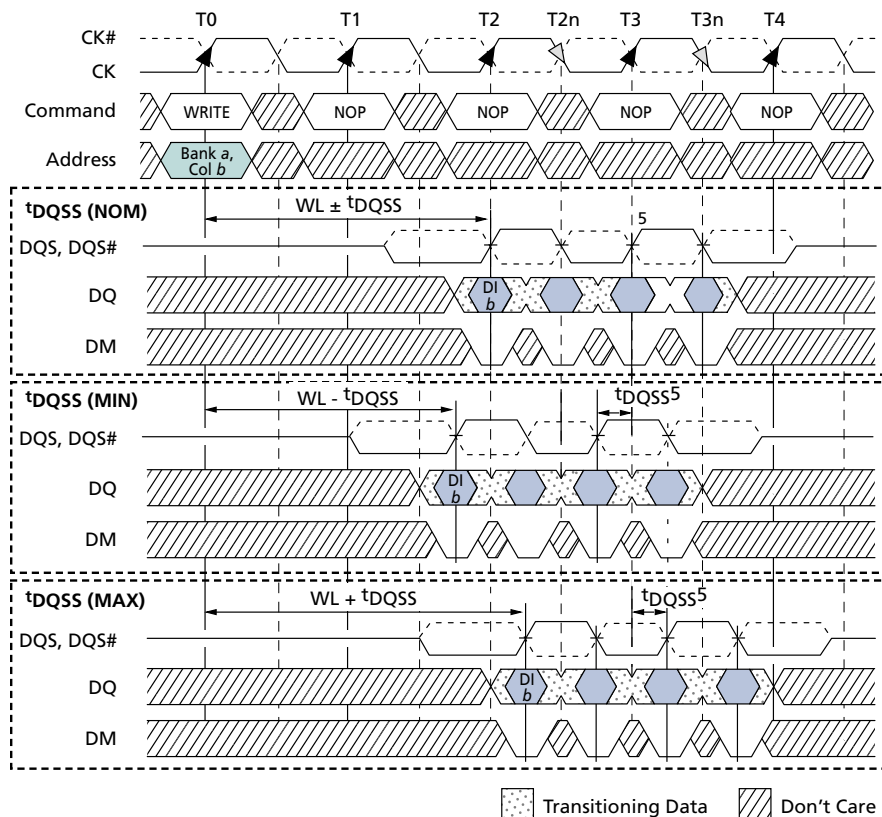 T0 T1 T2 T2n T3 T3n T4
CK#
CK
Command WRITE NOP NOP NOP NOP
Address Bank a,
Col b
tDQSS (NOM) WL ± tDQSS 5
DQS, DQS#
DQ DI
b
DM
tDQSS (MIN) WL - tDQSS tDQSS5
DQS, DQS#
DQ DI
b
DM
tDQSS (MAX) WL + tDQSS tDQSS5
DQS, DQS#
DQ DI
b
DM
Transitioning Data Don't Care